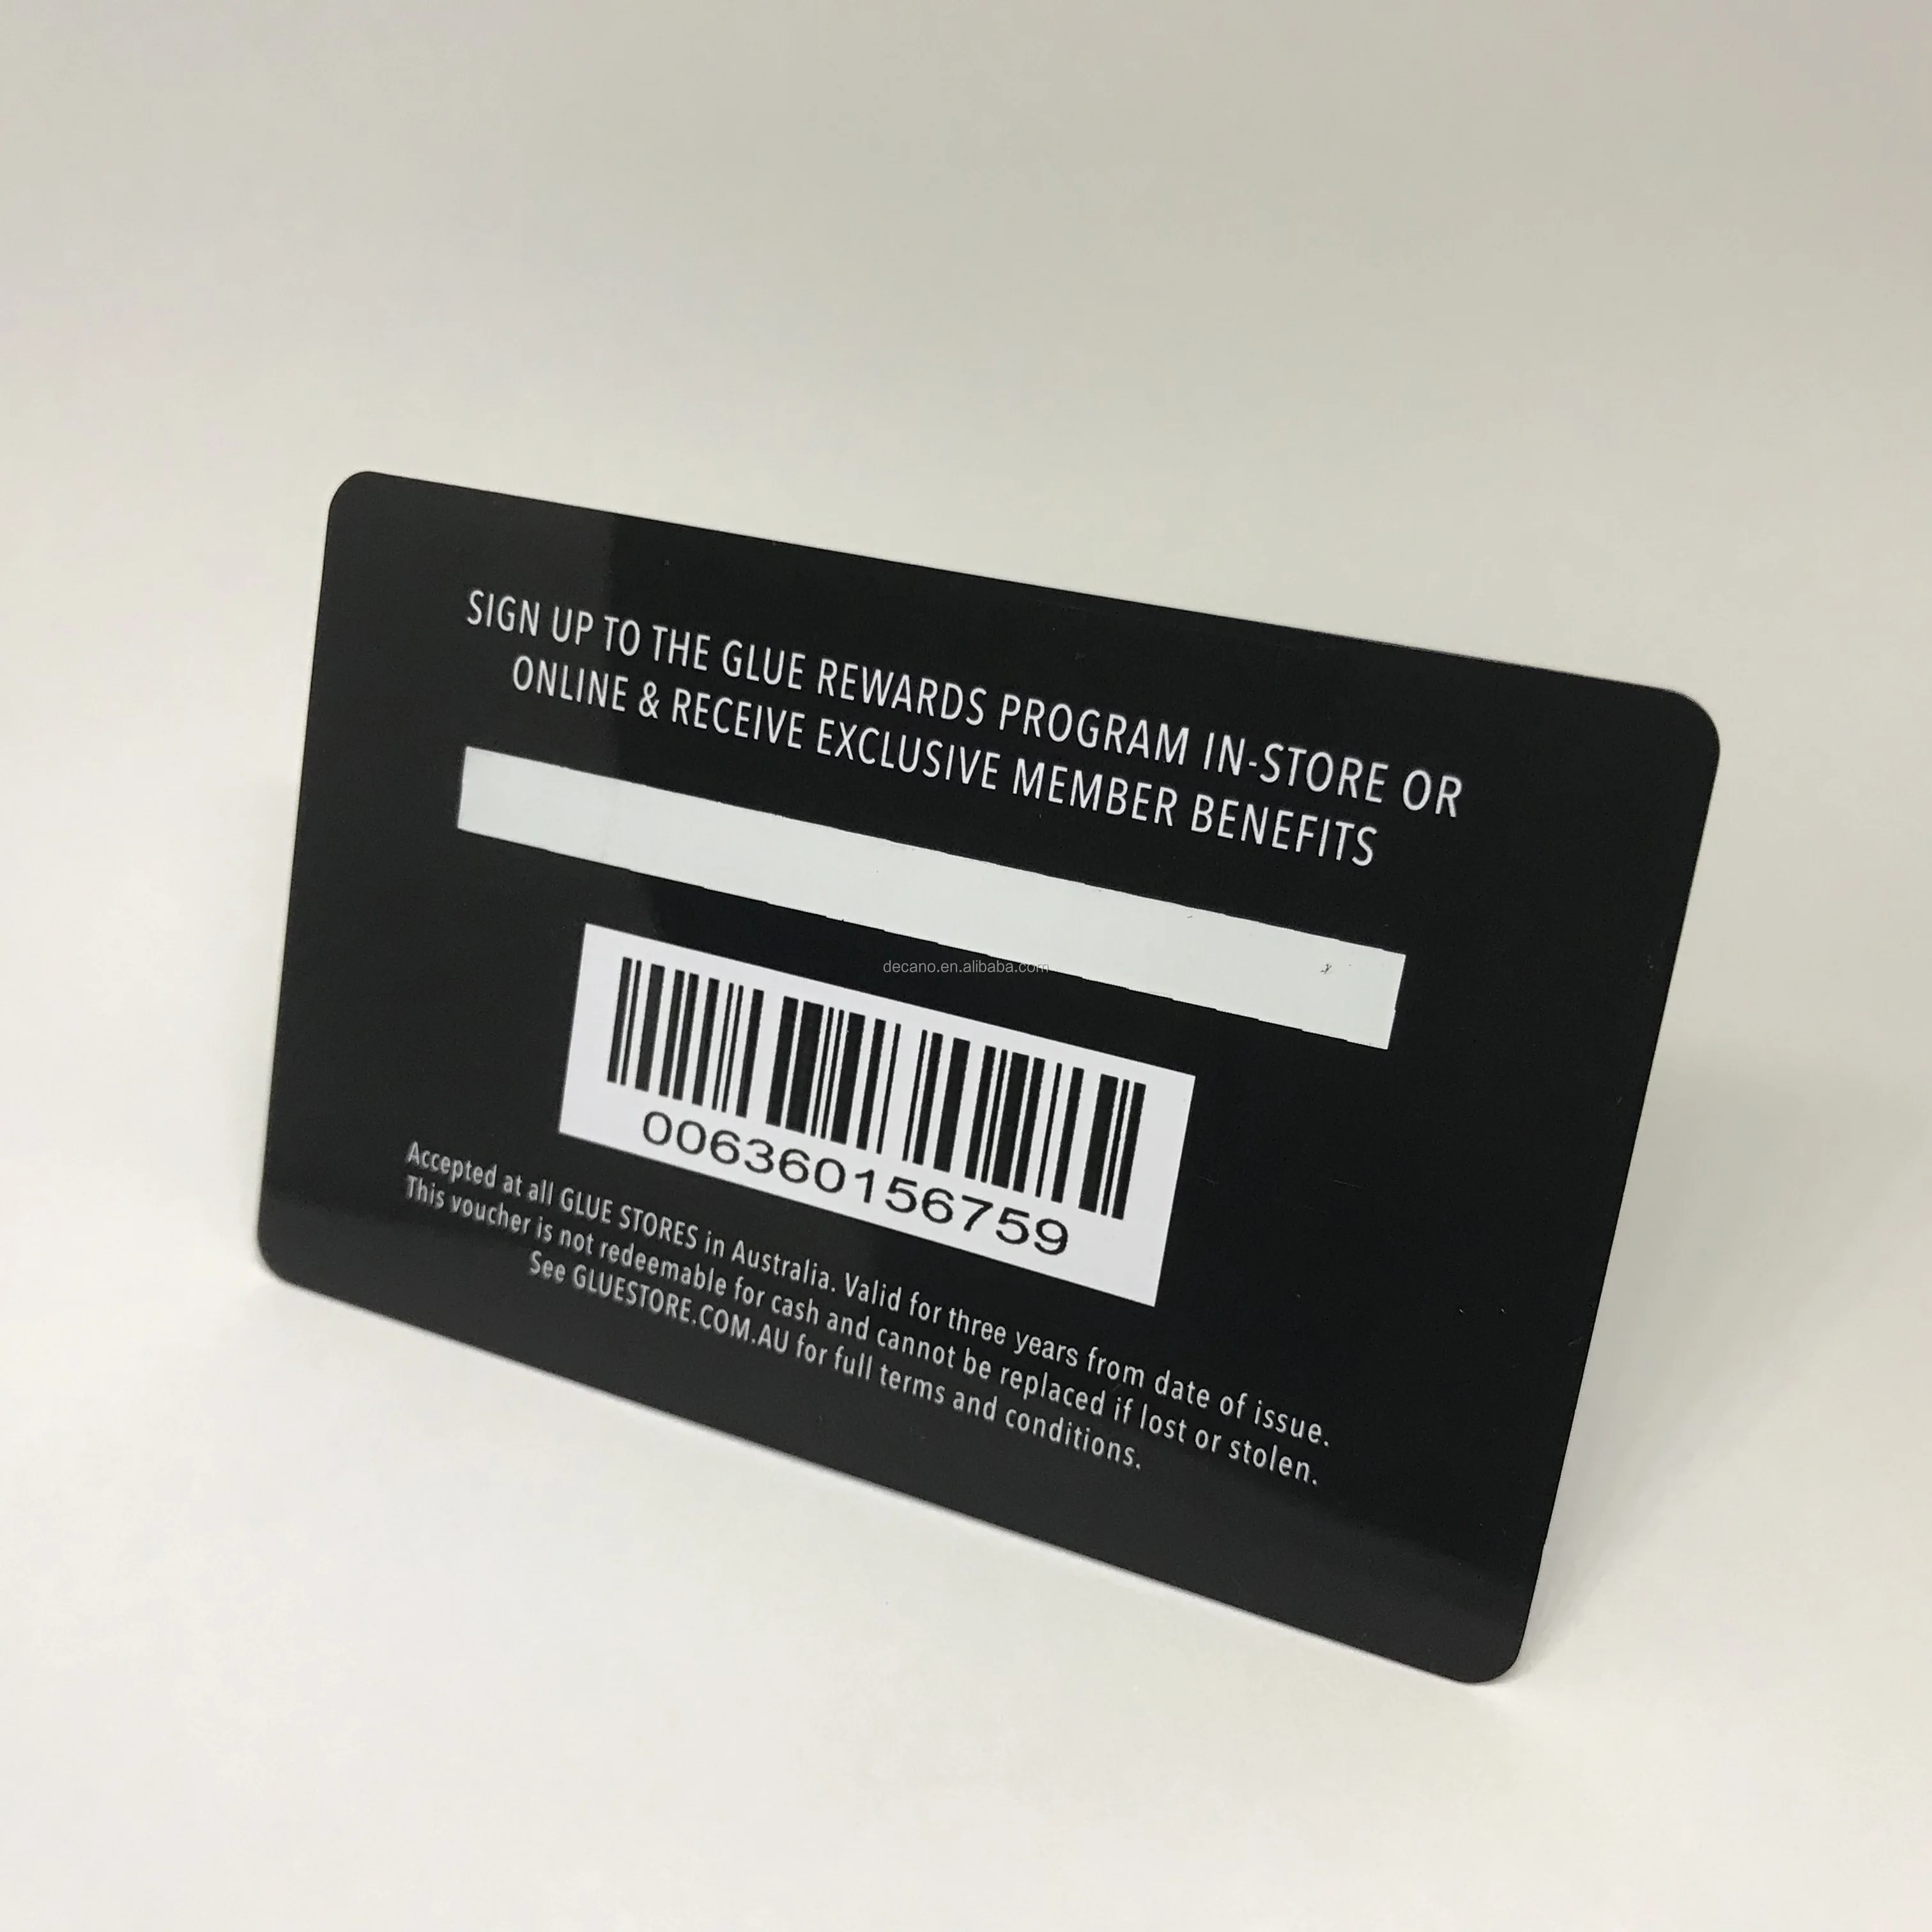 SIGN UP TO THE GLUE REWARDS PROGRAM IN-STORE OR
ONLINE & RECEIVE EXCLUSIVE MEMBER BENEFITS
decano.en.alibaba.com
006360156759
Accepted at all GLUE STORES in Australia. Valid for three years from date of issue.
This voucher is not redeemable for cash and cannot be replaced if lost or stolen.
See GLUESTORE.COM.AU for full terms and conditions.